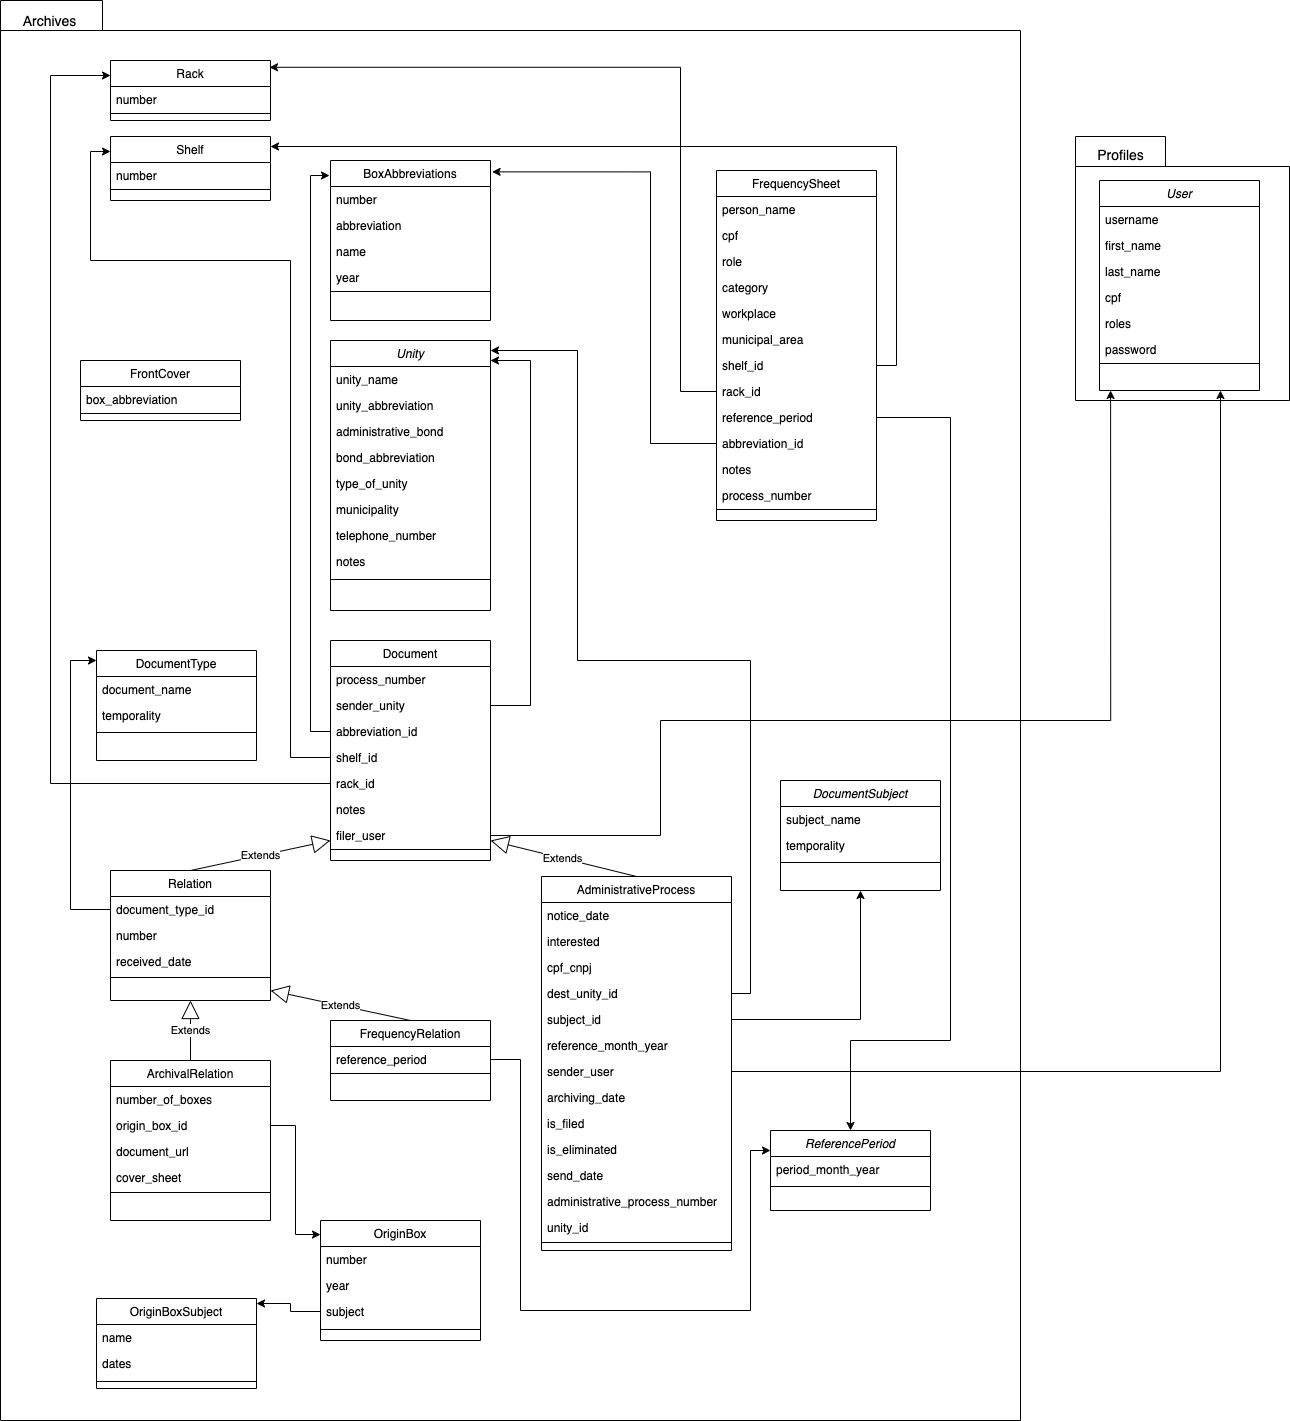 Archives
Rack
number
Shelf
number
BoxAbbreviations
number
abbreviation
name
year
FrequencySheet
person_name
cpf
role
category
workplace
municipal_area
shelf_id
rack_id
reference_period
abbreviation_id
notes
process_number
Profiles
User
username
first_name
last_name
cpf
roles
password
Unity
unity_name
unity_abbreviation
administrative_bond
bond_abbreviation
type_of_unity
municipality
telephone_number
notes
FrontCover
box_abbreviation
Document
process_number
sender_unity
abbreviation_id
shelf_id
rack_id
notes
filer_user
DocumentType
document_name
temporality
DocumentSubject
subject_name
temporality
Extends
Extends
Relation
document_type_id
number
received_date
AdministrativeProcess
notice_date
interested
cpf_cnpj
dest_unity_id
subject_id
reference_month_year
sender_user
archiving_date
is_filed
is_eliminated
send_date
administrative_process_number
unity_id
Extends
Extends
FrequencyRelation
reference_period
ArchivalRelation
number_of_boxes
origin_box_id
document_url
cover_sheet
ReferencePeriod
period_month_year
OriginBox
number
year
subject
OriginBoxSubject
name
dates